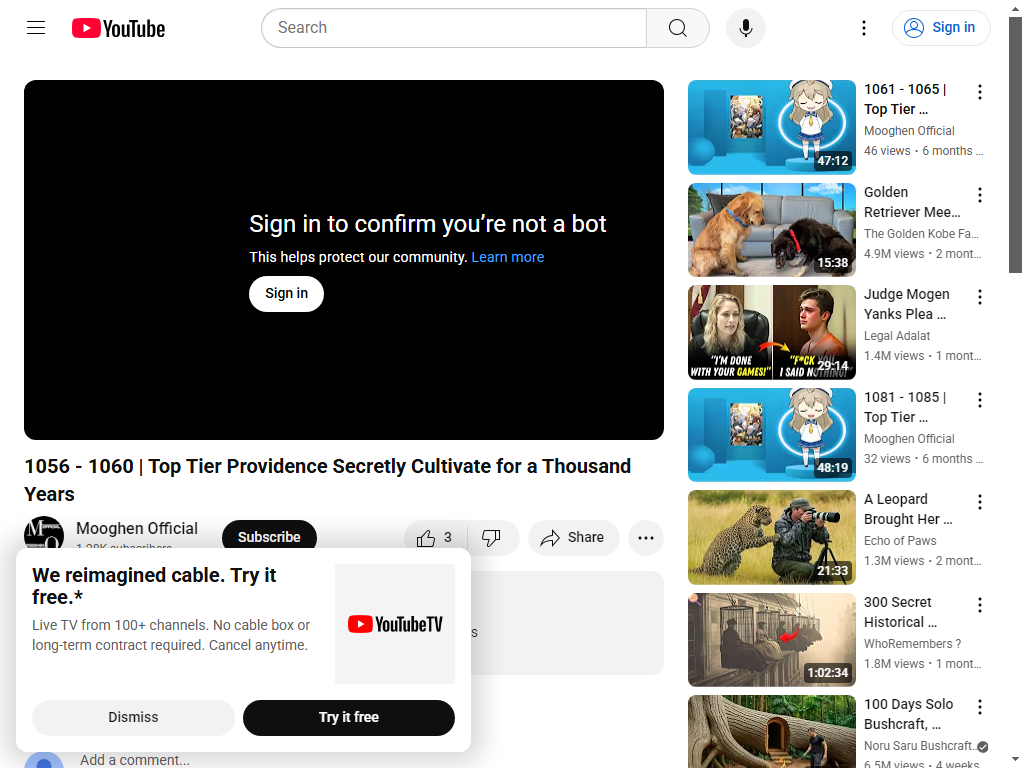 YouTube
Search
Sign in
Sign in to confirm you’re not a bot
This helps protect our community. Learn more
Sign in
1056 - 1060 | Top Tier Providence Secretly Cultivate for a Thousand
Years
Mooghen Official
1.28K subscribers
Subscribe
3
Share
s
We reimagined cable. Try it
free.*
Live TV from 100+ channels. No cable box or
long-term contract required. Cancel anytime.
YouTubeTV
Dismiss
Try it free
Add a comment...
47:12
1061 - 1065 |
Top Tier ...
Mooghen Official
46 views • 6 months ...
15:38
Golden
Retriever Mee...
The Golden Kobe Fa...
4.9M views • 2 mont...
"I'M DONE
WITH YOUR GAMES!"
"F*CK YOU
I SAID NOTHING!"
29:14
Judge Mogen
Yanks Plea ...
Legal Adalat
1.4M views • 1 mont...
48:19
1081 - 1085 |
Top Tier ...
Mooghen Official
32 views • 6 months ...
21:33
A Leopard
Brought Her ...
Echo of Paws
1.3M views • 2 mont...
1:02:34
300 Secret
Historical ...
WhoRemembers ?
1.8M views • 1 mont...
100 Days Solo
Bushcraft, ...
Noru Saru Bushcraft...
6.5M views • 4 weeks